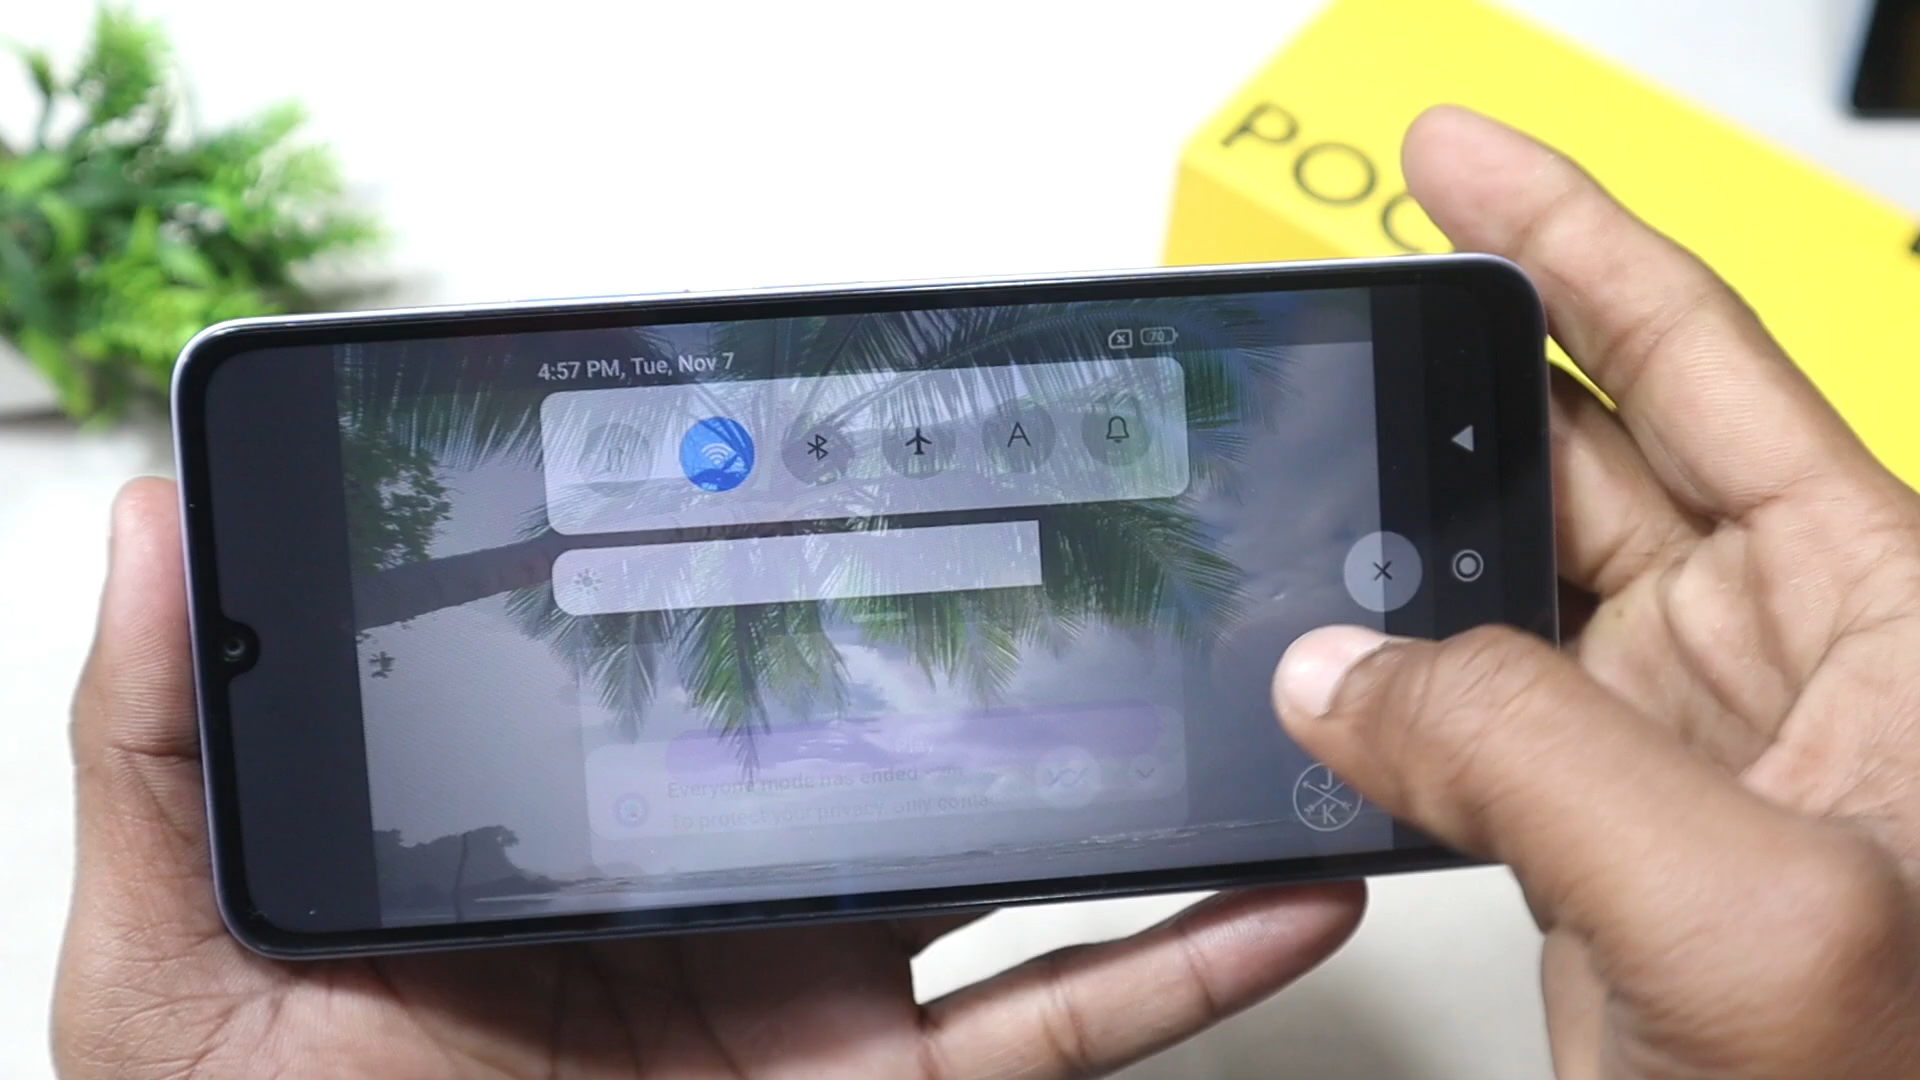 POC
4:57 PM, Tue, Nov 7
70
A
Everyone mode has ended
To protect your privacy, only conta...
J
K